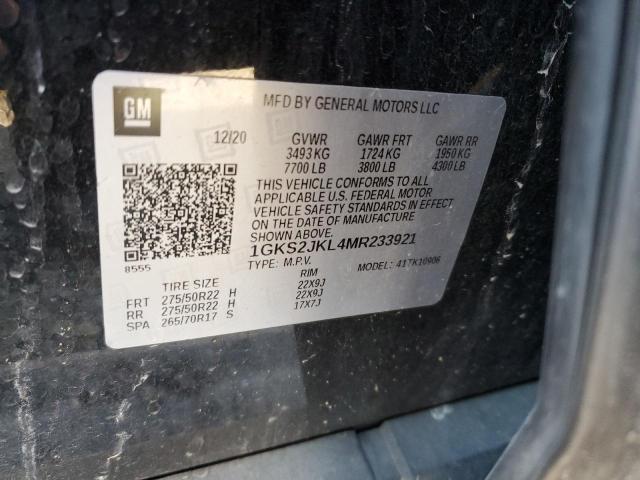 GM
MFD BY GENERAL MOTORS LLC
12/20 GVWR GAWR FRT GAWR RR
3493 KG 1724 KG 1950 KG
7700 LB 3800 LB 4300 LB
THIS VEHICLE CONFORMS TO ALL
APPLICABLE U.S. FEDERAL MOTOR
VEHICLE SAFETY STANDARDS IN EFFECT
ON THE DATE OF MANUFACTURE
SHOWN ABOVE.
1GKS2JKL4MR233921
TYPE: M.P.V. MODEL: 41TK10906
8555
TIRE SIZE RIM
FRT 275/50R22 H 22X9J
RR 275/50R22 H 22X9J
SPA 265/70R17 S 17X7J